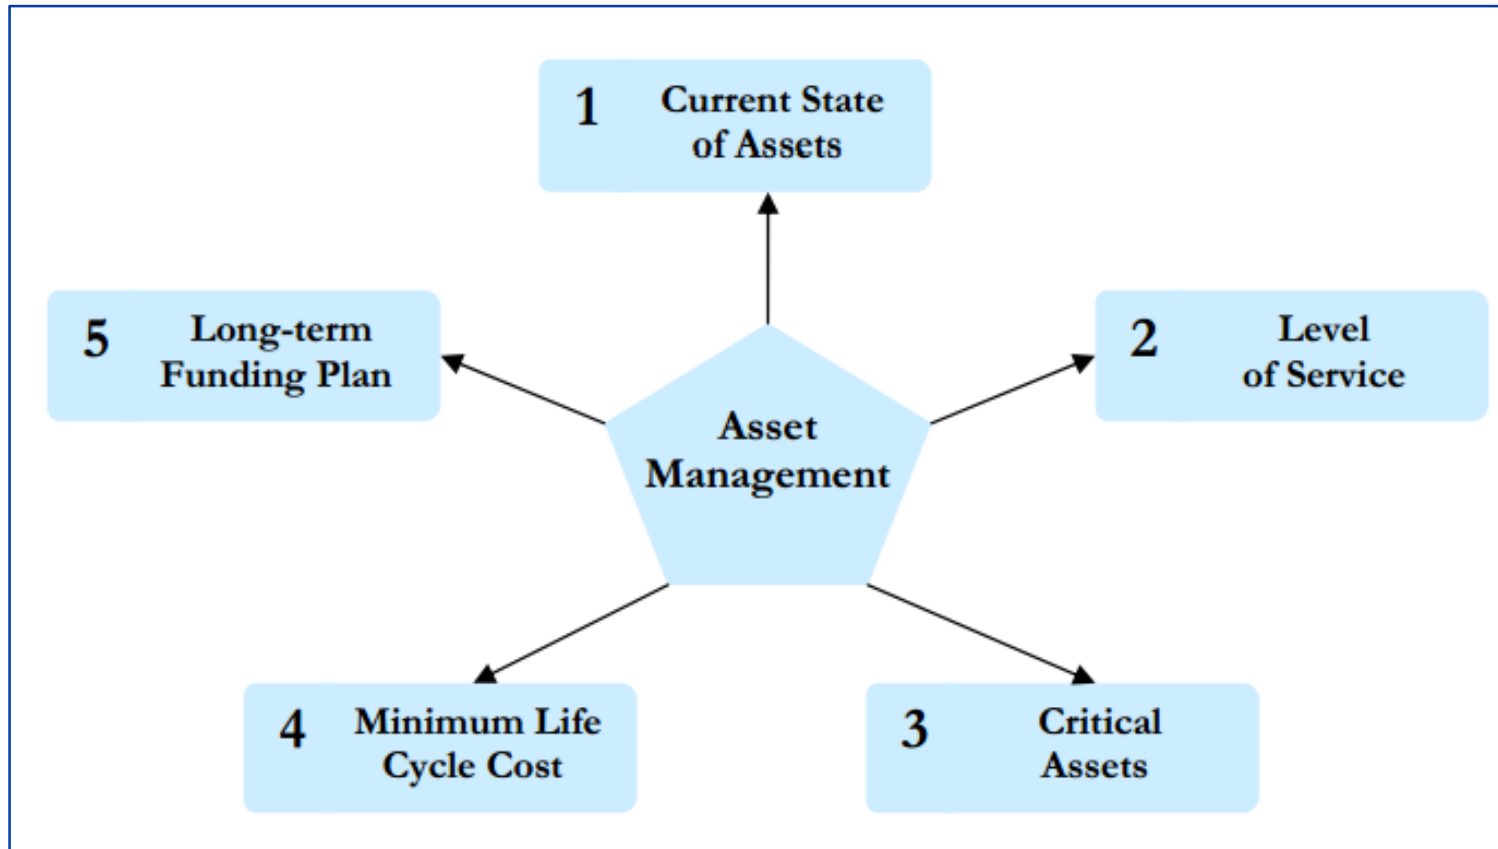 1 Current State
of Assets
5 Long-term
Funding Plan
2 Level
of Service
Asset
Management
4 Minimum Life
Cycle Cost
3 Critical
Assets